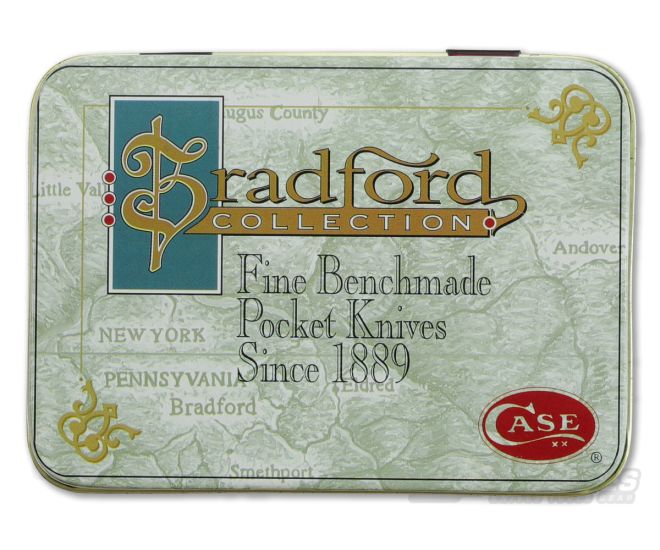 augus County
Little Val
Bradford
COLLECTION
Andover
Fine Benchmade
Pocket Knives
Since 1889
NEW YORK
PENNSYVANIA
Eldred
Bradford
CASE
XX
®
Smethport